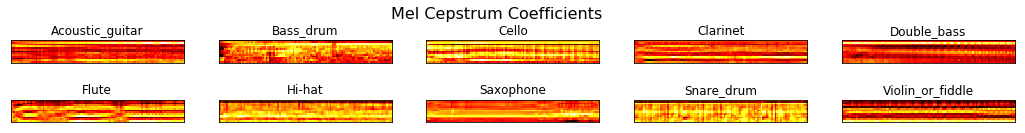 Mel Cepstrum Coefficients
Acoustic_guitar
Bass_drum
Cello
Clarinet
Double_bass
Flute
Hi-hat
Saxophone
Snare_drum
Violin_or_fiddle